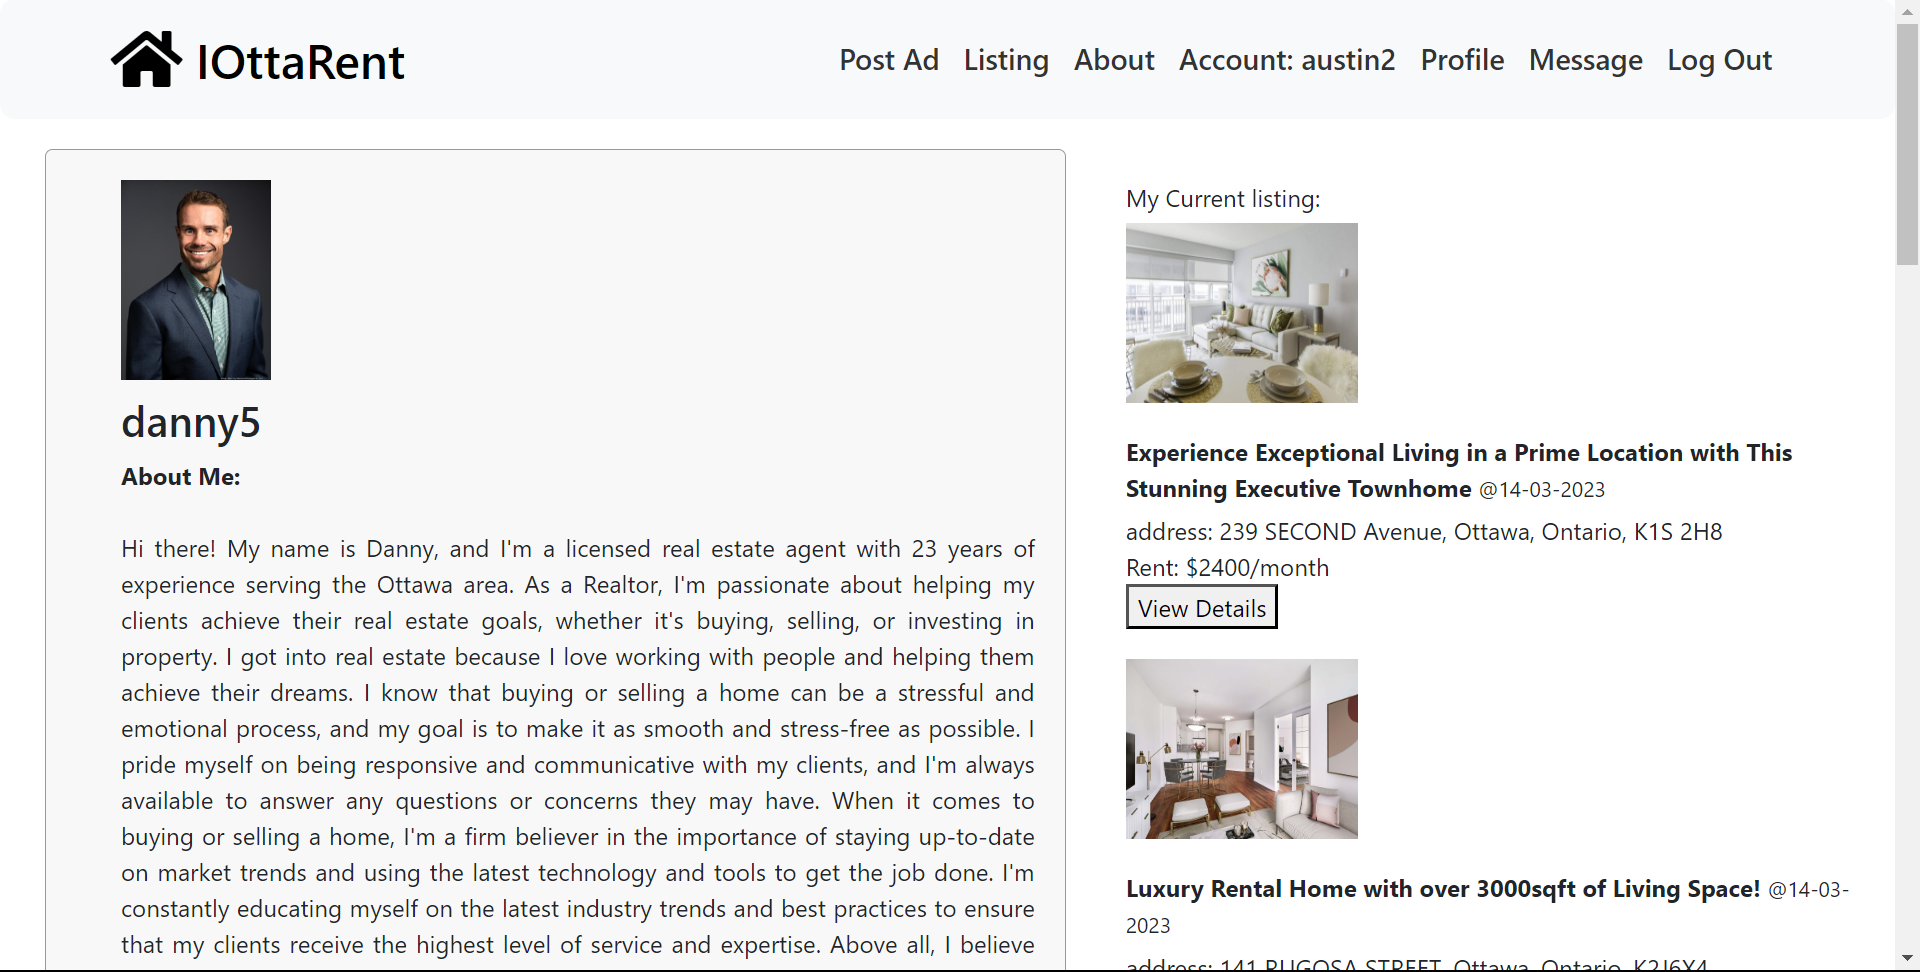 IOttaRent
Post Ad Listing About Account: austin2 Profile Message Log Out
danny5
About Me:
Hi there! My name is Danny, and I'm a licensed real estate agent with 23 years of
experience serving the Ottawa area. As a Realtor, I'm passionate about helping my
clients achieve their real estate goals, whether it's buying, selling, or investing in
property. I got into real estate because I love working with people and helping them
achieve their dreams. I know that buying or selling a home can be a stressful and
emotional process, and my goal is to make it as smooth and stress-free as possible. I
pride myself on being responsive and communicative with my clients, and I'm always
available to answer any questions or concerns they may have. When it comes to
buying or selling a home, I'm a firm believer in the importance of staying up-to-date
on market trends and using the latest technology and tools to get the job done. I'm
constantly educating myself on the latest industry trends and best practices to ensure
that my clients receive the highest level of service and expertise. Above all, I believe
My Current listing:
Experience Exceptional Living in a Prime Location with This
Stunning Executive Townhome @14-03-2023
address: 239 SECOND Avenue, Ottawa, Ontario, K1S 2H8
Rent: $2400/month
View Details
Luxury Rental Home with over 3000sqft of Living Space! @14-03-
2023
address: 141 RUGOSA STREET, Ottawa, Ontario, K2J6X4